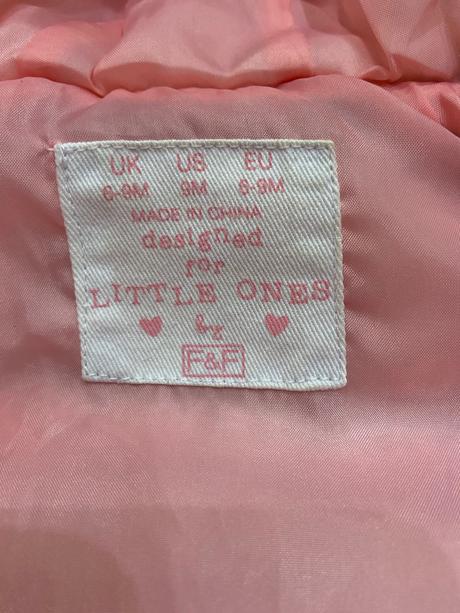 UK US EU
6-9M 9M 6-9M
MADE IN CHINA
designed
for
LITTLE ONES
by
F&F